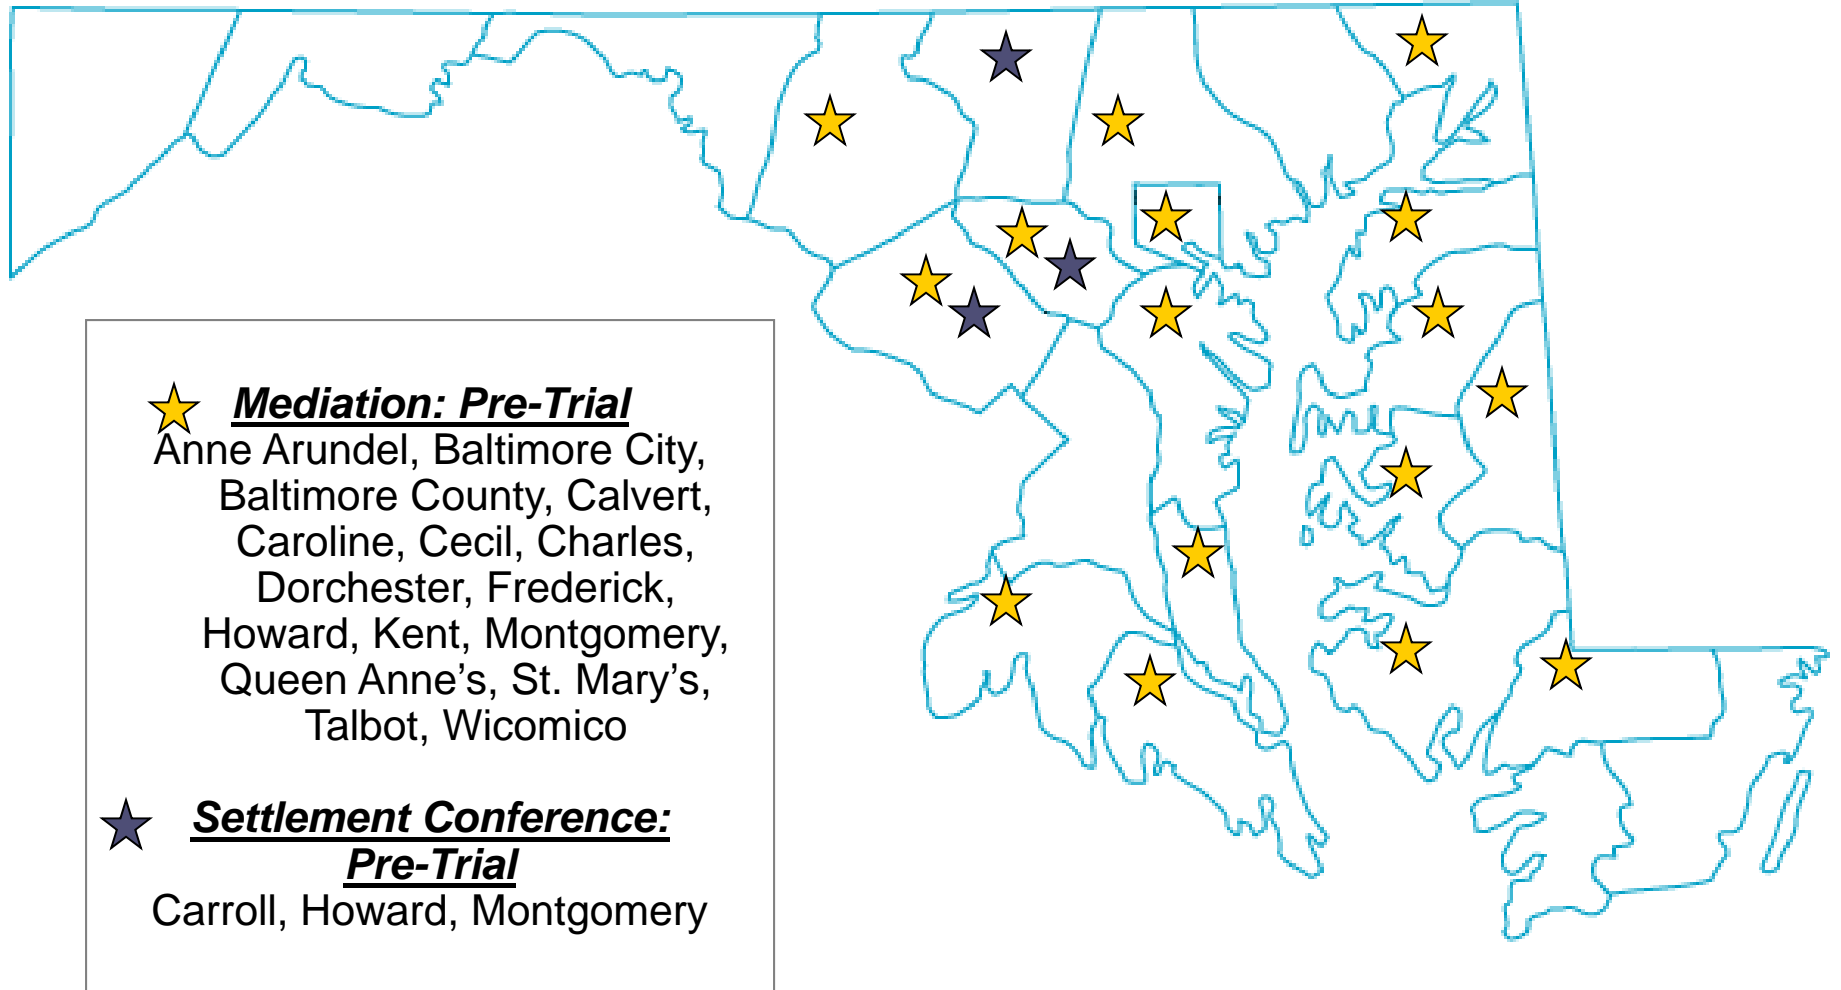 Mediation: Pre-Trial
Anne Arundel, Baltimore City,
Baltimore County, Calvert,
Caroline, Cecil, Charles,
Dorchester, Frederick,
Howard, Kent, Montgomery,
Queen Anne’s, St. Mary’s,
Talbot, Wicomico
Settlement Conference:
Pre-Trial
Carroll, Howard, Montgomery